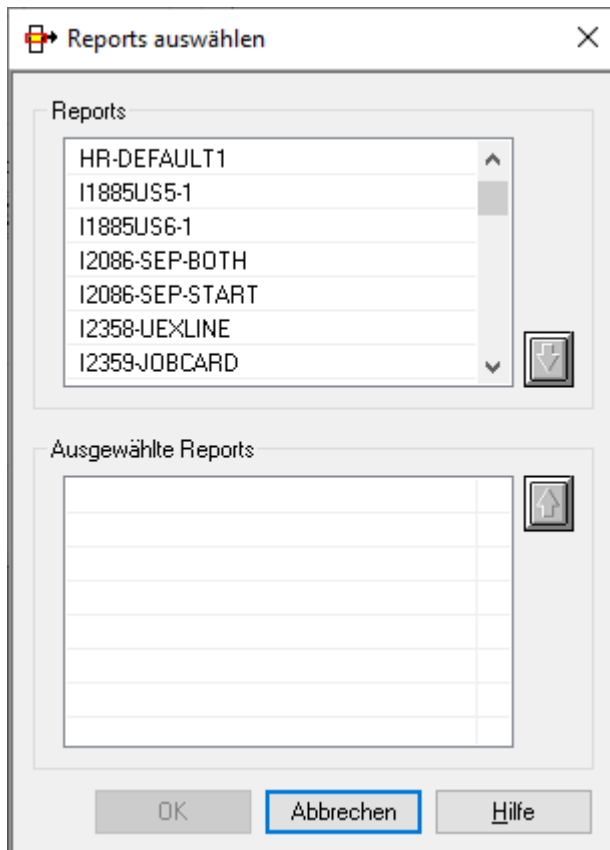 Reports auswählen
Reports
HR-DEFAULT1
I1885US5-1
I1885US6-1
I2086-SEP-BOTH
I2086-SEP-START
I2358-UEXLINE
I2359-JOBCARD
Ausgewählte Reports
OK
Abbrechen
Hilfe